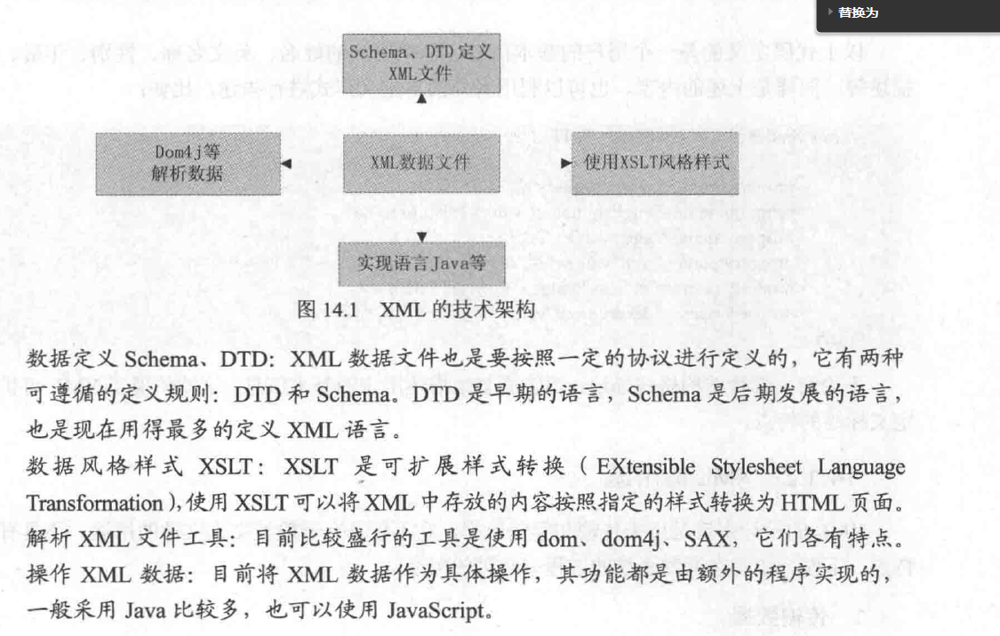 替换为
Schema、DTD 定义
XML文件
Dom4j等
解析数据
XML数据文件
使用XSLT风格样式
实现语言Java等
图 14.1 XML 的技术架构
数据定义 Schema、DTD：XML 数据文件也是要按照一定的协议进行定义的，它有两种
可遵循的定义规则：DTD 和 Schema。DTD 是早期的语言，Schema 是后期发展的语言，
也是现在用得最多的定义 XML 语言。
数据风格样式 XSLT： XSLT 是可扩展样式转换（ EXtensible Stylesheet Language
Transformation ），使用 XSLT 可以将 XML 中存放的内容按照指定的样式转换为 HTML 页面。
解析 XML 文件工具：目前比较盛行的工具是使用 dom、dom4j、SAX，它们各有特点。
操作 XML 数据：目前将 XML 数据作为具体操作，其功能都是由额外的程序实现的，
一般采用 Java 比较多，也可以使用 JavaScript。